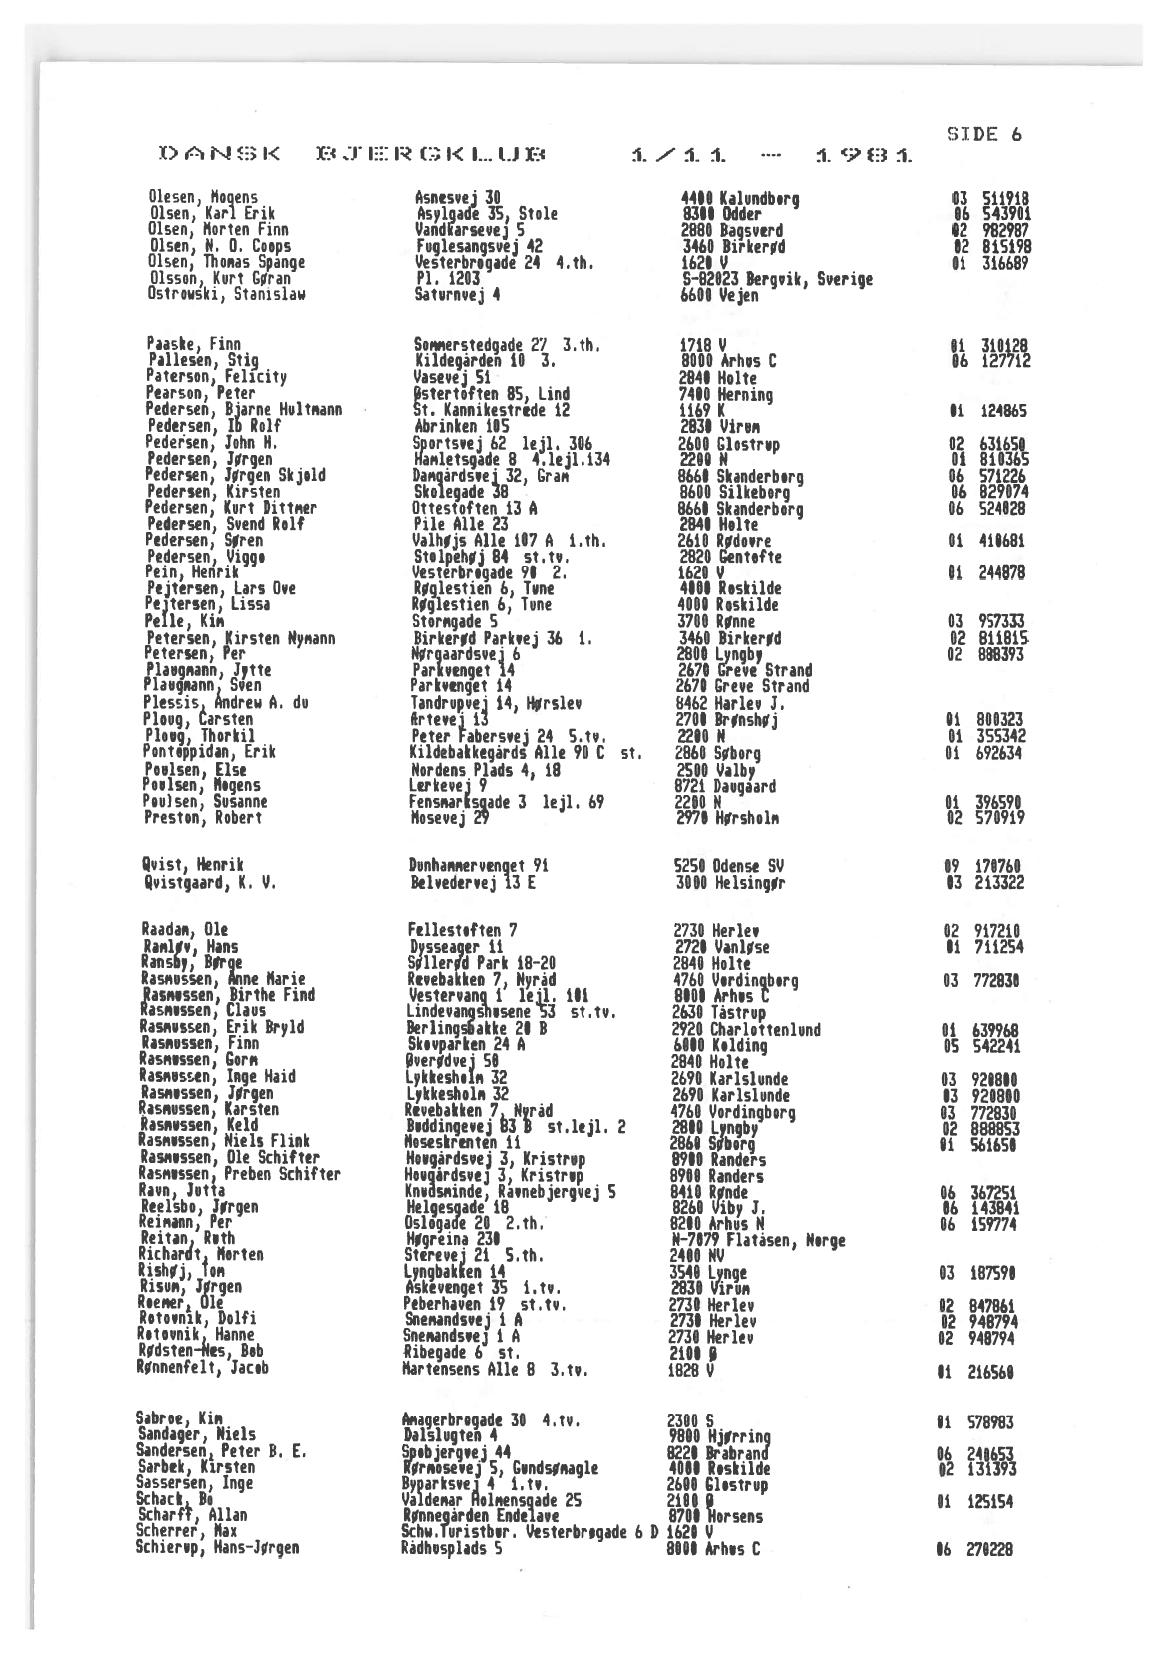 SIDE 6
DANSK BJERGKLUB 1/11 - 1981
Olesen, Mogens Asnesvej 30 4400 Kalundborg 03 511918
Olsen, Karl Erik Asylgade 35, Stole 8300 Odder 06 543901
Olsen, Morten Finn Vandkarsevej 5 2880 Bagsverd 02 982987
Olsen, N. O. Coops Fuglesangsvej 42 3460 Birkerød 02 815198
Olsen, Thomas Spange Vesterbrogade 24 4.th. 1620 V 01 316689
Olsson, Kurt Gøran Pl. 1203 S-82023 Bergvik, Sverige
Ostrowski, Stanislaw Saturnvej 4 6600 Vejen
Paaske, Finn Sommerstedgade 27 3.th. 1718 V 01 310128
Pallesen, Stig Kildegården 10 3. 8000 Arhus C 06 127712
Paterson, Felicity Vasevej 51 2840 Holte
Pearson, Peter Østertoften 85, Lind 7400 Herning
Pedersen, Bjarne Hultmann St. Kannikestrede 12 1169 K 01 124865
Pedersen, Ib Rolf Abrinken 105 2830 Virum
Pedersen, John H. Sportsvej 62 lejl. 306 2600 Glostrup 02 631650
Pedersen, Jørgen Hamletsgade 8 4.lejl.134 2200 N 01 810365
Pedersen, Jørgen Skjold Damgårdsvej 32, Gram 8660 Skanderborg 06 571226
Pedersen, Kirsten Skolegade 38 8600 Silkeborg 06 829074
Pedersen, Kurt Dittmer Ottestoften 13 A 8660 Skanderborg 06 524028
Pedersen, Svend Rolf Pile Alle 23 2840 Holte
Pedersen, Søren Valhøjs Alle 107 A 1.th. 2610 Rødovre 01 410681
Pedersen, Viggo Stolpehøj 84 st.tv. 2820 Gentofte
Pein, Henrik Vesterbrogade 90 2. 1620 V 01 244878
Pejtersen, Lars Ove Røglestien 6, Tune 4000 Roskilde
Pejtersen, Lissa Røglestien 6, Tune 4000 Roskilde
Pelle, Kim Stormgade 5 3700 Rønne 03 957333
Petersen, Kirsten Nymann Birkerød Parkvej 36 1. 3460 Birkerød 02 811815
Petersen, Per Nørgaardsvej 6 2800 Lyngby 02 888393
Plaugmann, Jytte Parkvenget 14 2670 Greve Strand
Plaugmann, Sven Parkvenget 14 2670 Greve Strand
Plessis, Andrew A. du Tandrupvej 14, Hørslev 8462 Harlev J.
Ploug, Carsten Artevej 13 2700 Brønshøj 01 800323
Ploug, Thorkil Peter Fabersvej 24 5.tv. 2200 N 01 355342
Pontoppidan, Erik Kildebakkegårds Alle 90 C st. 2860 Søborg 01 692634
Poulsen, Else Nordens Plads 4, 18 2500 Valby
Poulsen, Mogens Lerkevej 9 8721 Daugaard
Poulsen, Susanne Fensmarksgade 3 lejl. 69 2200 N 01 396590
Preston, Robert Mosevej 29 2970 Hørsholm 02 570919
Qvist, Henrik Dunhammervenget 91 5250 Odense SV 09 170760
Qvistgaard, K. V. Belvedervej 13 E 3000 Helsingør 03 213322
Raadam, Ole Fellestoften 7 2730 Herlev 02 917210
Ramløv, Hans Dysseager 11 2720 Vanløse 01 711254
Ransby, Børge Søllerød Park 18-20 2840 Holte
Rasmussen, Anne Marie Revebakken 7, Nyråd 4760 Vordingborg 03 772830
Rasmussen, Birthe Find Vestervang 1 lejl. 101 8000 Arhus C
Rasmussen, Claus Lindevangshusene 53 st.tv. 2630 Tåstrup
Rasmussen, Erik Bryld Berlingsbakke 20 B 2920 Charlottenlund 01 639968
Rasmussen, Finn Skovparken 24 A 6000 Kolding 05 542241
Rasmussen, Gorm Øverødvej 50 2840 Holte
Rasmussen, Inge Haid Lykkesholm 32 2690 Karlslunde 03 920800
Rasmussen, Jørgen Lykkesholm 32 2690 Karlslunde 03 920800
Rasmussen, Karsten Revebakken 7, Nyråd 4760 Vordingborg 03 772830
Rasmussen, Keld Buddingevej 83 B st.lejl. 2 2800 Lyngby 02 888853
Rasmussen, Niels Flink Moseskrenten 11 2860 Søborg 01 561650
Rasmussen, Ole Schifter Hougårdsvej 3, Kristrup 8900 Randers
Rasmussen, Preben Schifter Hougårdsvej 3, Kristrup 8900 Randers
Ravn, Jutta Knudsminde, Ravnebjergvej 5 8410 Rønde 06 367251
Reelsbo, Jørgen Helgesgade 18 8260 Viby J. 06 143841
Reimann, Per Oslogade 20 2.th. 8200 Arhus N 06 159774
Reitan, Ruth Høgreina 230 N-7079 Flatåsen, Norge
Richardt, Morten Sterevej 21 5.th. 2400 NV
Rishøj, Tom Lyngbakken 14 3540 Lynge 03 187590
Risum, Jørgen Askevenget 35 1.tv. 2830 Virum
Roemer, Ole Peberhaven 19 st.tv. 2730 Herlev 02 847861
Rotovnik, Dolfi Snemandsvej 1 A 2730 Herlev 02 948794
Rotovnik, Hanne Snemandsvej 1 A 2730 Herlev 02 948794
Rødsten-Nes, Bob Ribegade 6 st. 2100 Ø
Rønnenfelt, Jacob Martensens Alle 8 3.tv. 1828 V 01 216560
Sabroe, Kim Amagerbrogade 30 4.tv. 2300 S 01 578983
Sandager, Niels Dalslugten 4 9800 Hjørring
Sandersen, Peter B. E. Spobjergvej 44 8220 Brabrand 06 240653
Sarbek, Kirsten Rørmosevej 5, Gundsømagle 4000 Roskilde 02 131393
Sassersen, Inge Byparksvej 4 1.tv. 2600 Glostrup
Schack, Bo Valdemar Holmensgade 25 2100 Ø 01 125154
Scharff, Allan Rønnegården Endelave 8700 Horsens
Scherrer, Max Schw.Turistbur. Vesterbrogade 6 D 1620 V
Schierup, Hans-Jørgen Rådhusplads 5 8000 Arhus C 06 270228